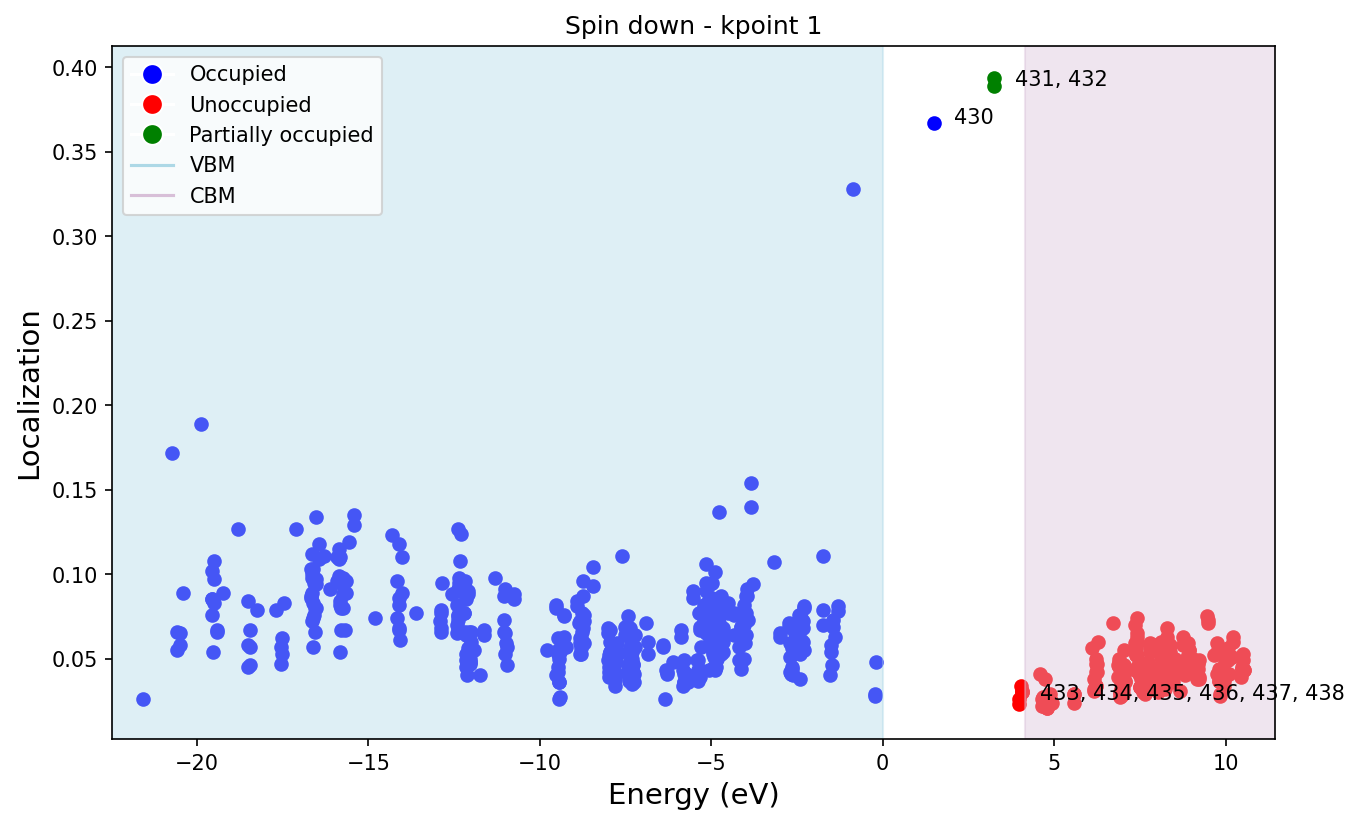 Spin down - kpoint 1
Occupied
Unoccupied
Partially occupied
VBM
CBM
431, 432
430
433, 434, 435, 436, 437, 438
0.40
0.35
0.30
0.25
0.20
0.15
0.10
0.05
Localization
−20
−15
−10
−5
0
5
10
Energy (eV)